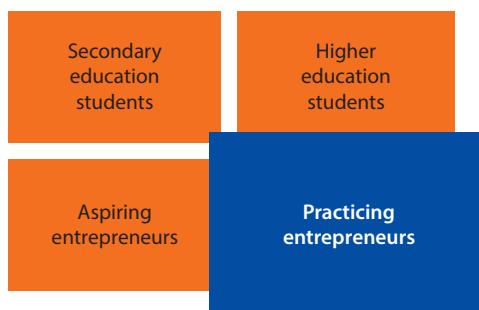 Secondary
education
students
Higher
education
students
Aspiring
entrepreneurs
Practicing
entrepreneurs